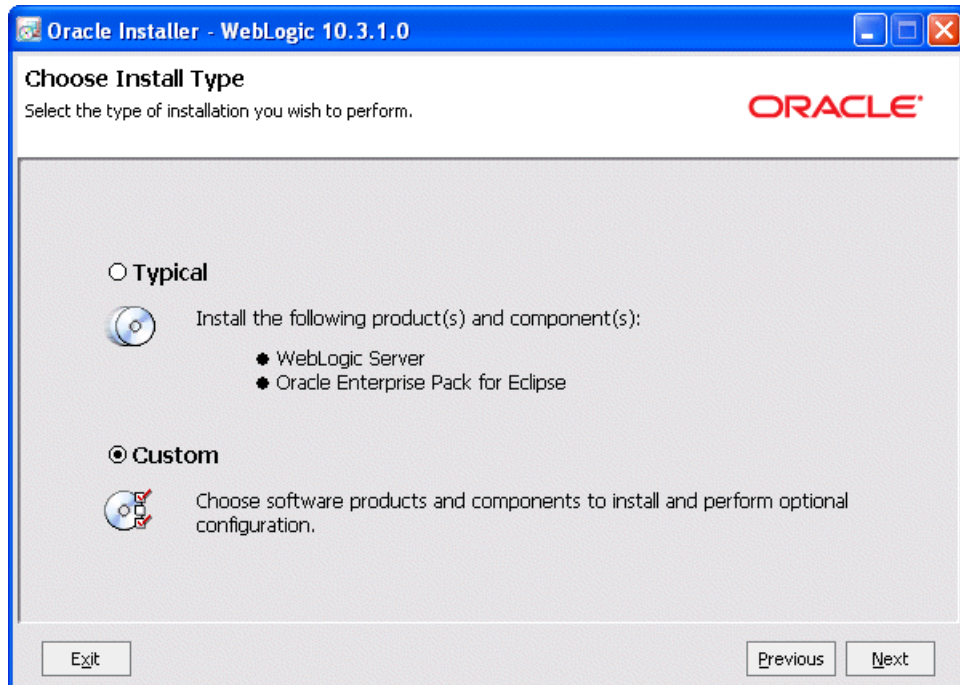 Oracle Installer - WebLogic 10.3.1.0
Choose Install Type
Select the type of installation you wish to perform.
ORACLE
Typical
Install the following product(s) and component(s):
WebLogic Server
Oracle Enterprise Pack for Eclipse
Custom
Choose software products and components to install and perform optional
configuration.
Exit
Previous
Next